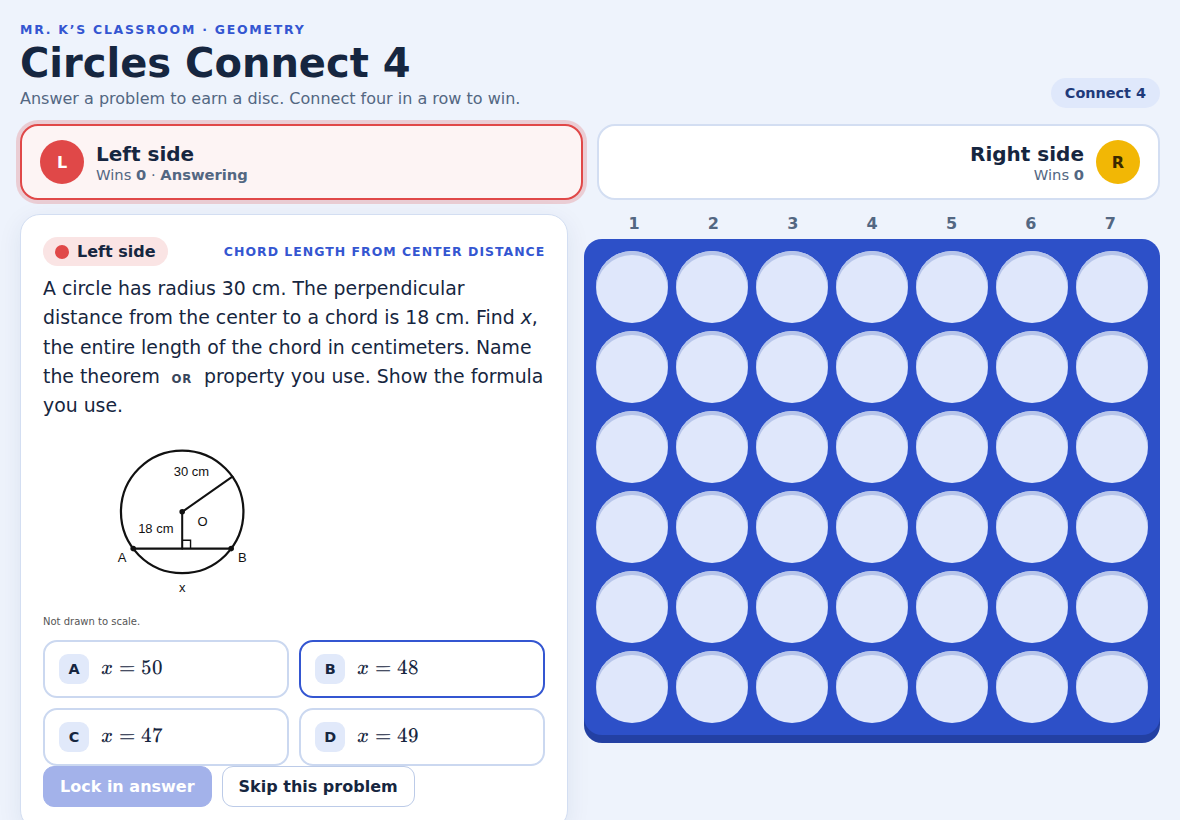 MR. K’S CLASSROOM · GEOMETRY
Circles Connect 4
Answer a problem to earn a disc. Connect four in a row to win.
Connect 4
L
Left side
Wins 0 · Answering
Right side
Wins 0
R
Left side
CHORD LENGTH FROM CENTER DISTANCE
A circle has radius 30 cm. The perpendicular
distance from the center to a chord is 18 cm. Find x,
the entire length of the chord in centimeters. Name
the theorem OR property you use. Show the formula
you use.
30 cm
O
18 cm
A
B
x
Not drawn to scale.
A x = 50
B x = 48
C x = 47
D x = 49
Lock in answer
Skip this problem
1 2 3 4 5 6 7